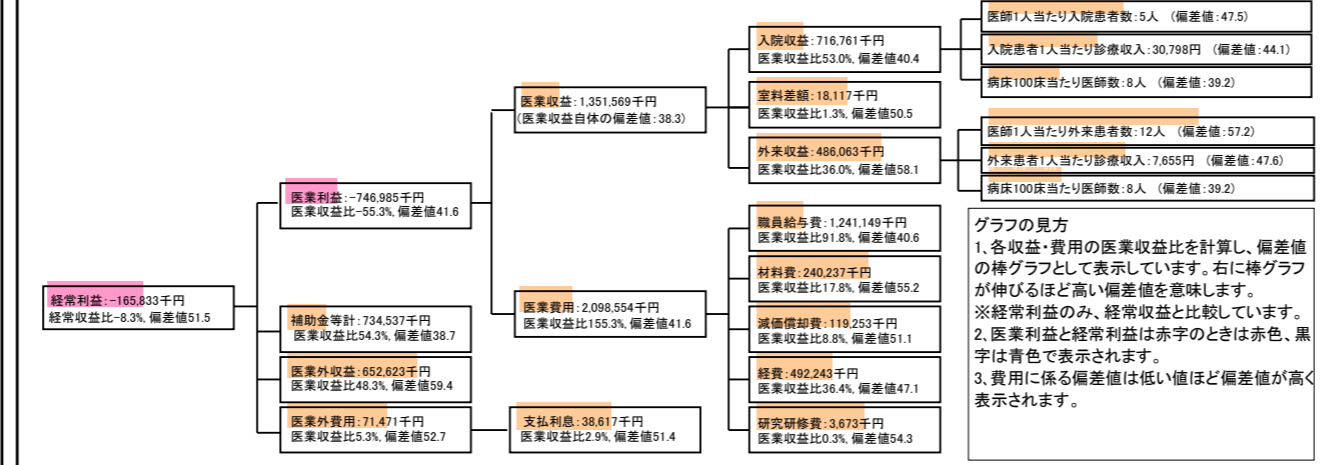 経常利益:-165,833千円
経常収益比-8.3%, 偏差値51.5
医業利益:-746,985千円
医業収益比-55.3%, 偏差値41.6
補助金等計:734,537千円
医業収益比54.3%, 偏差値38.7
医業外収益:652,623千円
医業収益比48.3%, 偏差値59.4
医業外費用:71,471千円
医業収益比5.3%, 偏差値52.7
医業収益:1,351,569千円
(医業収益自体の偏差値:38.3)
医業費用:2,098,554千円
医業収益比155.3%, 偏差値41.6
支払利息:38,617千円
医業収益比2.9%, 偏差値51.4
入院収益:716,761千円
医業収益比53.0%, 偏差値40.4
室料差額:18,117千円
医業収益比1.3%, 偏差値50.5
外来収益:486,063千円
医業収益比36.0%, 偏差値58.1
職員給与費:1,241,149千円
医業収益比91.8%, 偏差値40.6
材料費:240,237千円
医業収益比17.8%, 偏差値55.2
減価償却費:119,253千円
医業収益比8.8%, 偏差値51.1
経費:492,243千円
医業収益比36.4%, 偏差値47.1
研究研修費:3,673千円
医業収益比0.3%, 偏差値54.3
医師1人当たり入院患者数:5人 (偏差値:47.5)
入院患者1人当たり診療収入:30,798円 (偏差値:44.1)
病床100床当たり医師数:8人 (偏差値:39.2)
医師1人当たり外来患者数:12人 (偏差値:57.2)
外来患者1人当たり診療収入:7,655円 (偏差値:47.6)
病床100床当たり医師数:8人 (偏差値:39.2)
グラフの見方
1、各収益・費用の医業収益比を計算し、偏差値
の棒グラフとして表示しています。右に棒グラフ
が伸びるほど高い偏差値を意味します。
※経常利益のみ、経常収益と比較しています。
2、医業利益と経常利益は赤字のときは赤色、黒
字は青色で表示されます。
3、費用に係る偏差値は低い値ほど偏差値が高く
表示されます。